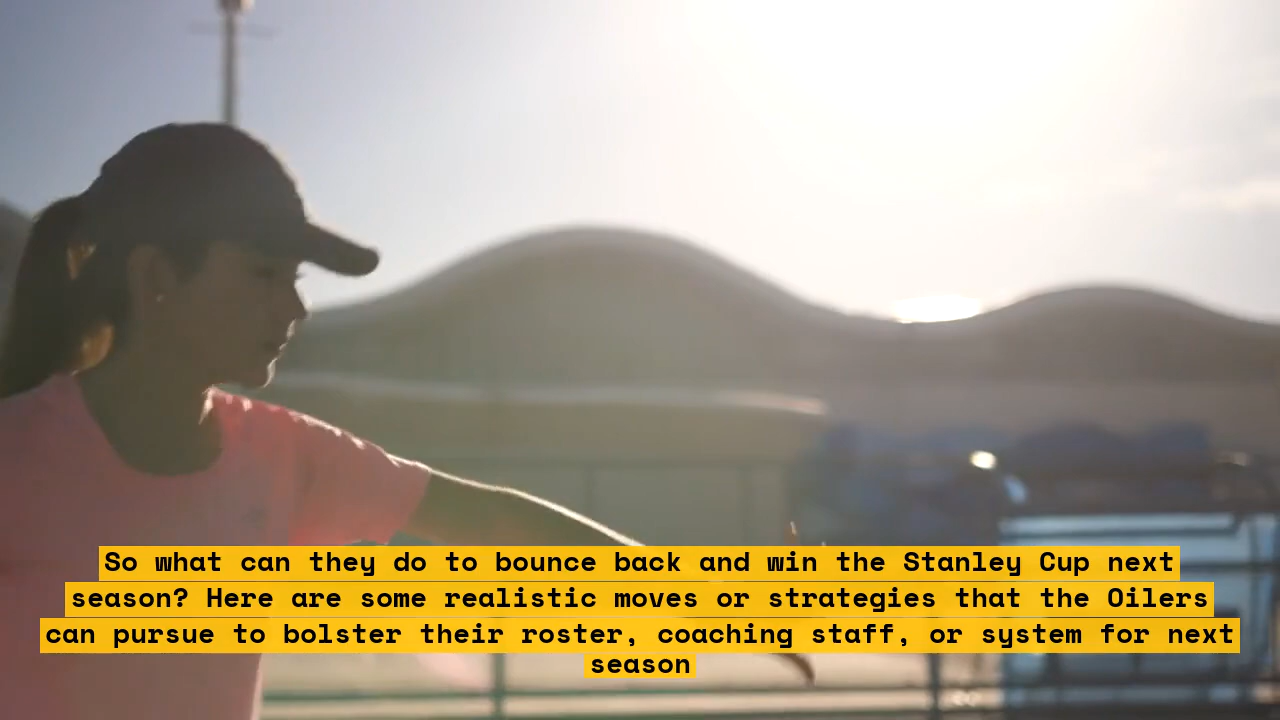 So what can they do to bounce back and win the Stanley Cup next
season? Here are some realistic moves or strategies that the Oilers
can pursue to bolster their roster, coaching staff, or system for next
season